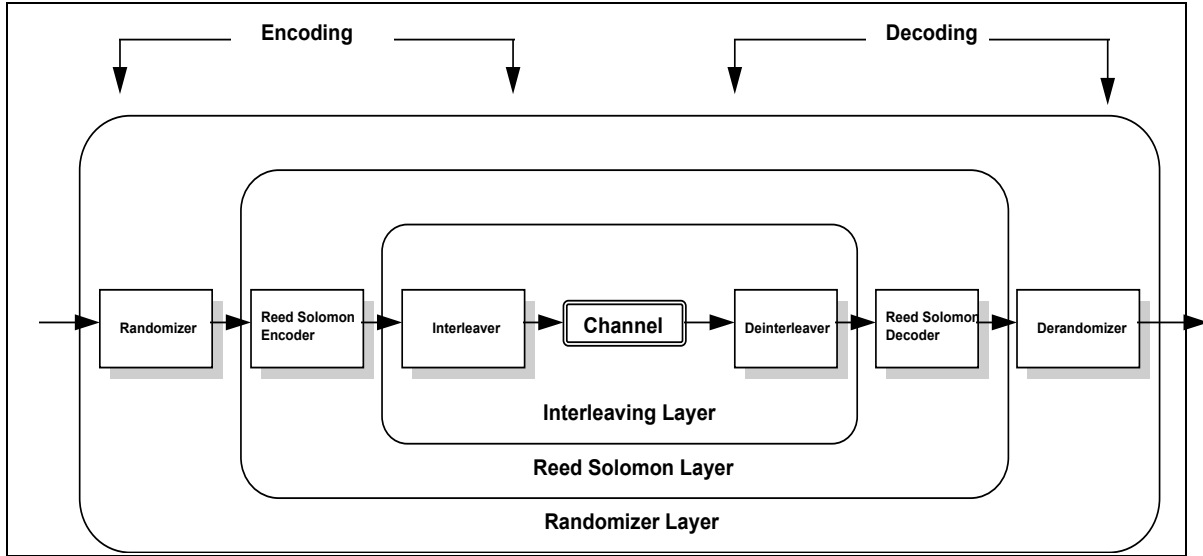 Encoding
Decoding
Randomizer
Reed Solomon
Encoder
Interleaver
Channel
Deinterleaver
Reed Solomon
Decoder
Derandomizer
Interleaving Layer
Reed Solomon Layer
Randomizer Layer